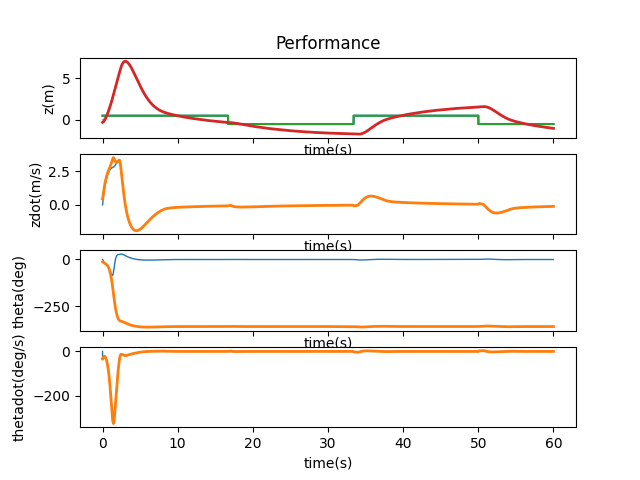 Performance
z(m)
5
0
time(s)
zdot(m/s)
2.5
0.0
time(s)
theta(deg)
0
−250
time(s)
thetadot(deg/s)
0
−200
0 10 20 30 40 50 60
time(s)